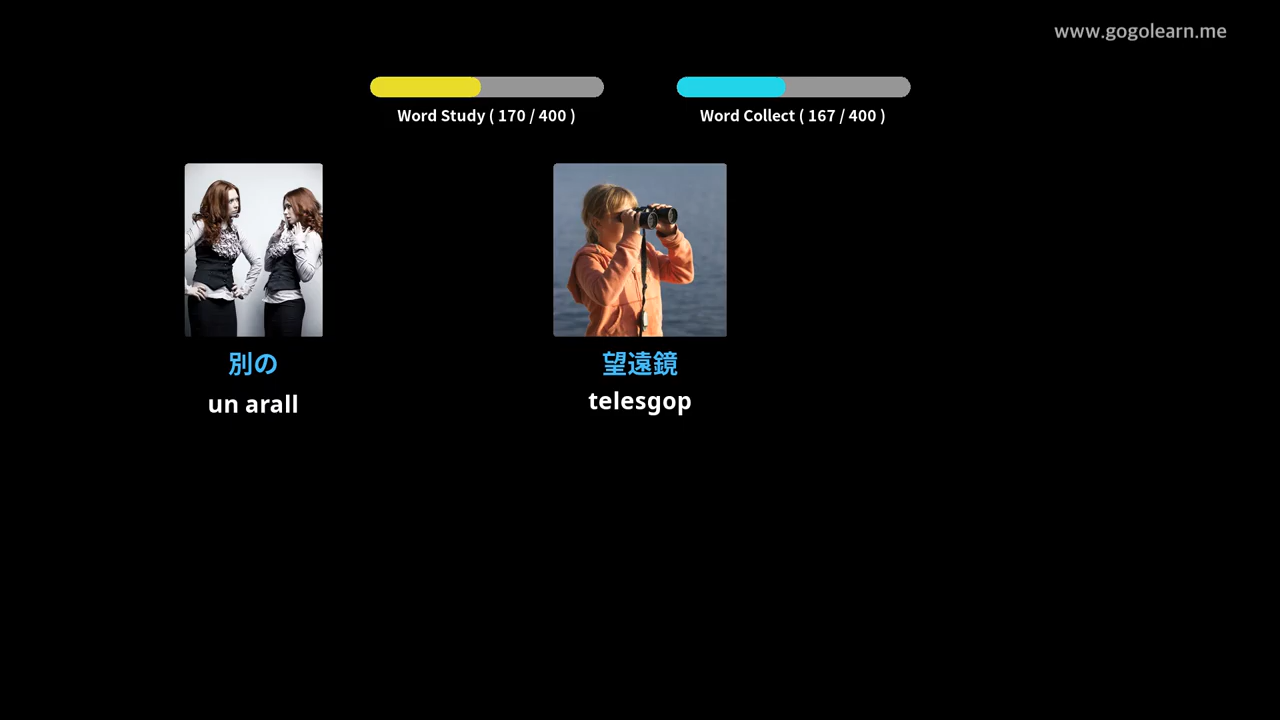 www.gogolearn.me
Word Study ( 170 / 400 )
Word Collect ( 167 / 400 )
別の
un arall
望遠鏡
telesgop